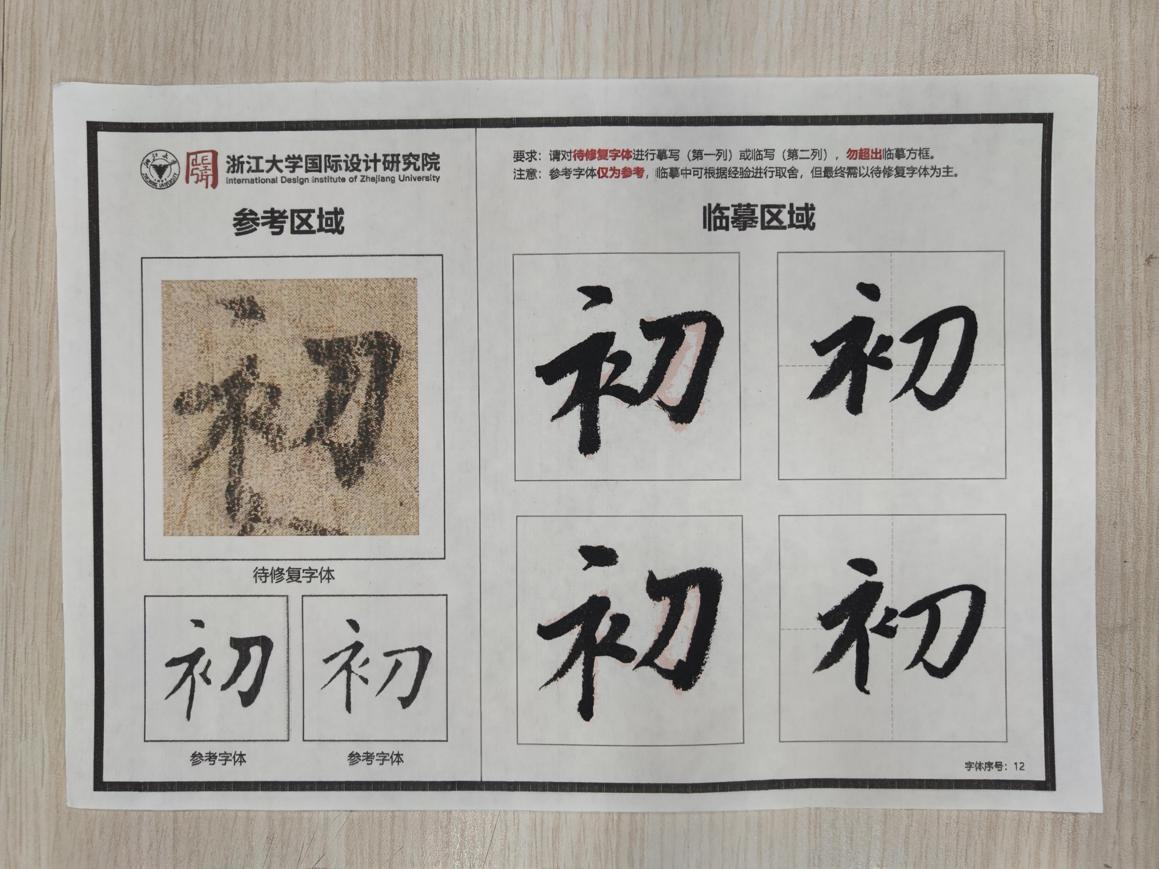 浙江大学国际设计研究院
International Design Institute of Zhejiang University
参考区域
初
待修复字体
初 初
参考字体 参考字体
要求：请对待修复字体进行摹写（第一列）或临写（第二列），勿超出临摹方框。
注意：参考字体仅为参考，临摹中可根据经验进行取舍，但最终需以待修复字体为主。
临摹区域
初 初
初 初
字体序号：12